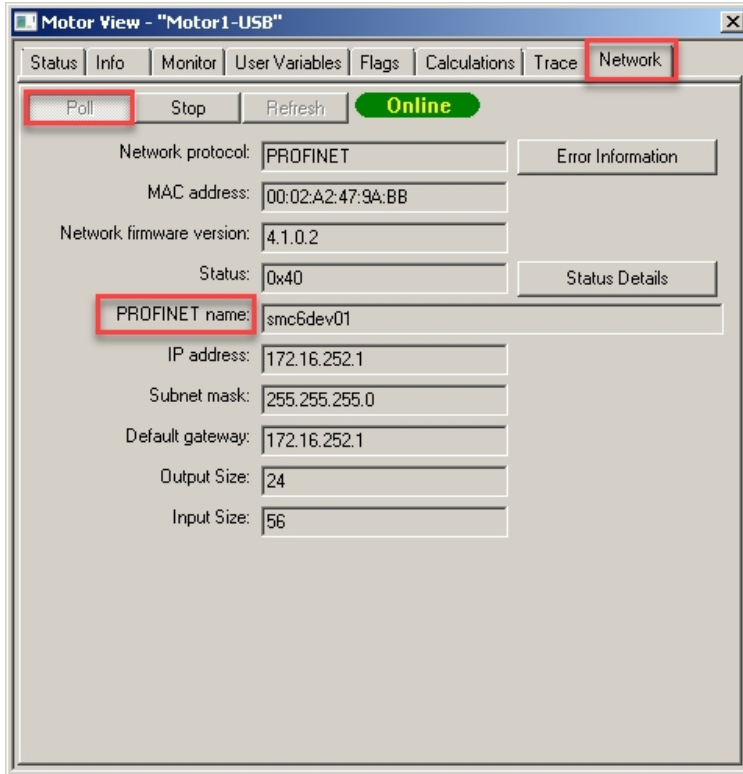 Motor View - "Motor1-USB"
Status Info Monitor User Variables Flags Calculations Trace Network
Poll Stop Refresh Online
Network protocol: PROFINET Error Information
MAC address: 00:02:A2:47:9A:BB
Network firmware version: 4.1.0.2
Status: 0x40 Status Details
PROFINET name: smc6dev01
IP address: 172.16.252.1
Subnet mask: 255.255.255.0
Default gateway: 172.16.252.1
Output Size: 24
Input Size: 56